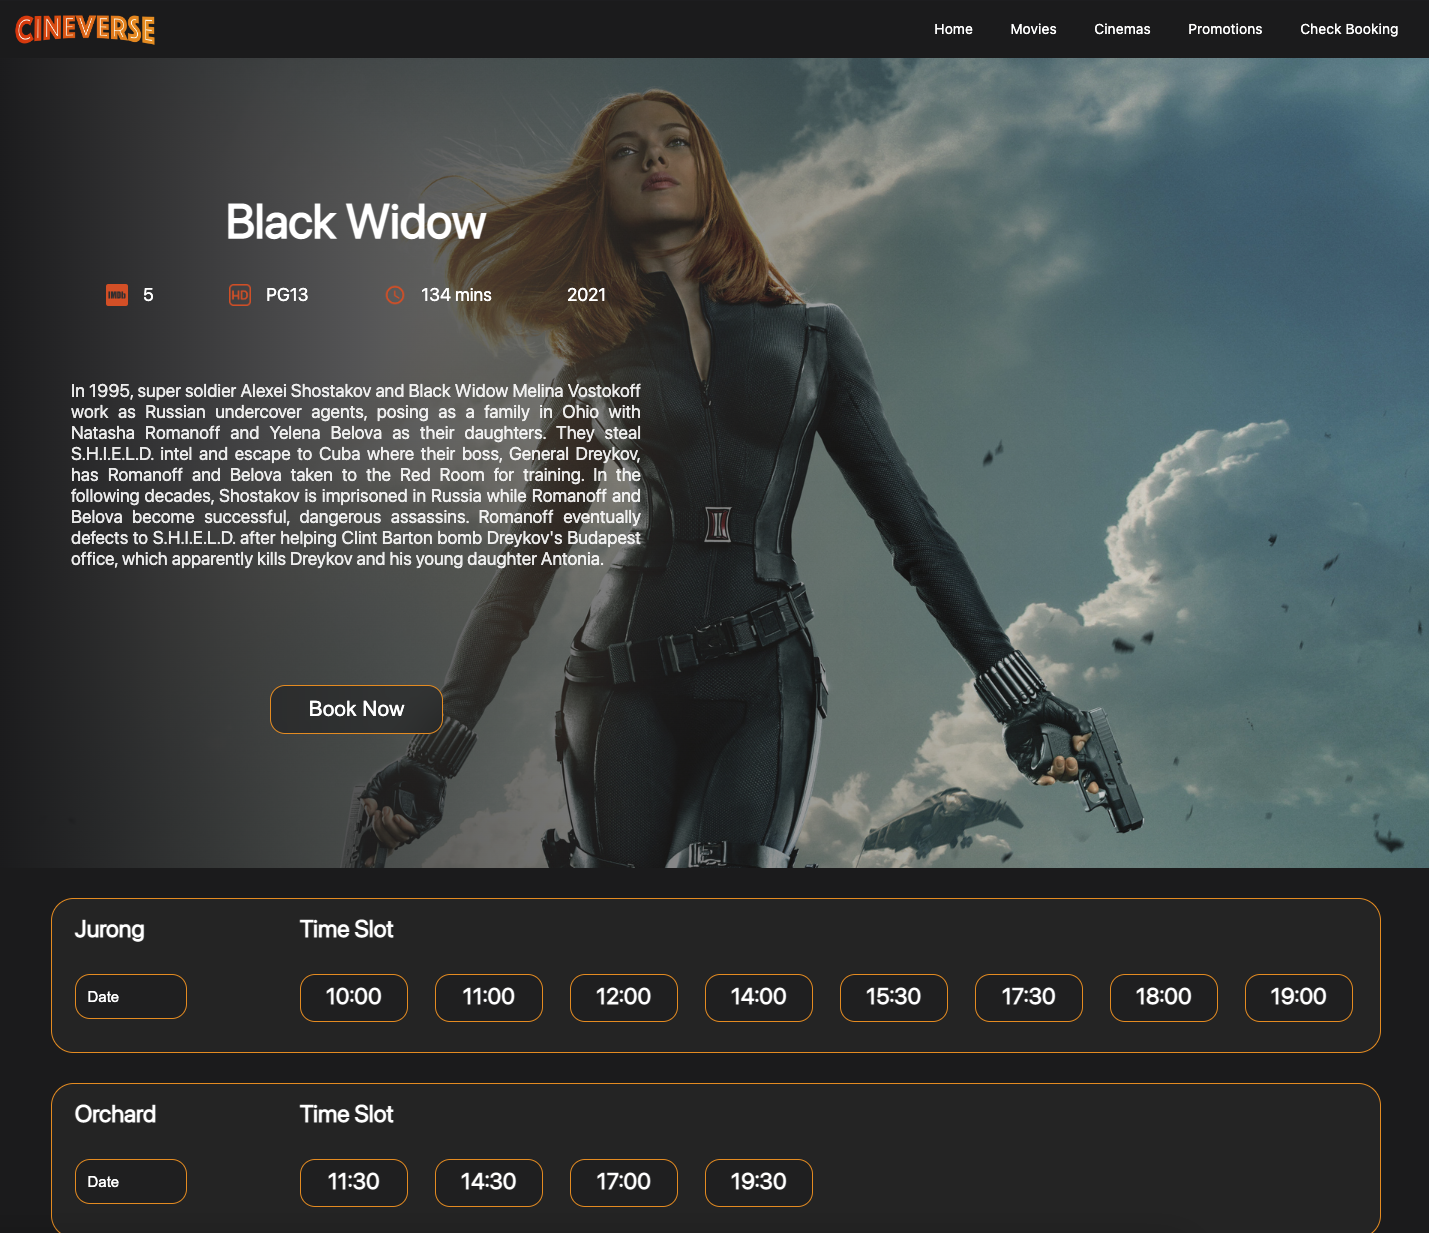 CINEVERSE
Home Movies Cinemas Promotions Check Booking
Black Widow
IMDb 5 HD PG13 134 mins 2021
In 1995, super soldier Alexei Shostakov and Black Widow Melina Vostokoff
work as Russian undercover agents, posing as a family in Ohio with
Natasha Romanoff and Yelena Belova as their daughters. They steal
S.H.I.E.L.D. intel and escape to Cuba where their boss, General Dreykov,
has Romanoff and Belova taken to the Red Room for training. In the
following decades, Shostakov is imprisoned in Russia while Romanoff and
Belova become successful, dangerous assassins. Romanoff eventually
defects to S.H.I.E.L.D. after helping Clint Barton bomb Dreykov's Budapest
office, which apparently kills Dreykov and his young daughter Antonia.
Book Now
Jurong Time Slot
Date 10:00 11:00 12:00 14:00 15:30 17:30 18:00 19:00
Orchard Time Slot
Date 11:30 14:30 17:00 19:30